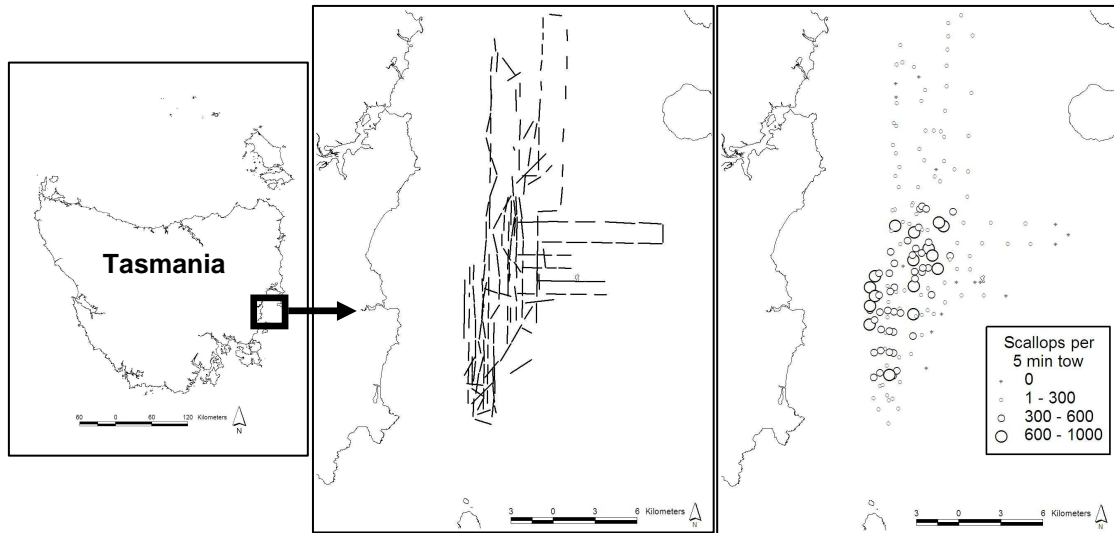 Tasmania
60 0 60 120 Kilometers
N
3 0 3 6 Kilometers
N
Scallops per
5 min tow
0
1 - 300
300 - 600
600 - 1000
3 0 3 6 Kilometers
N